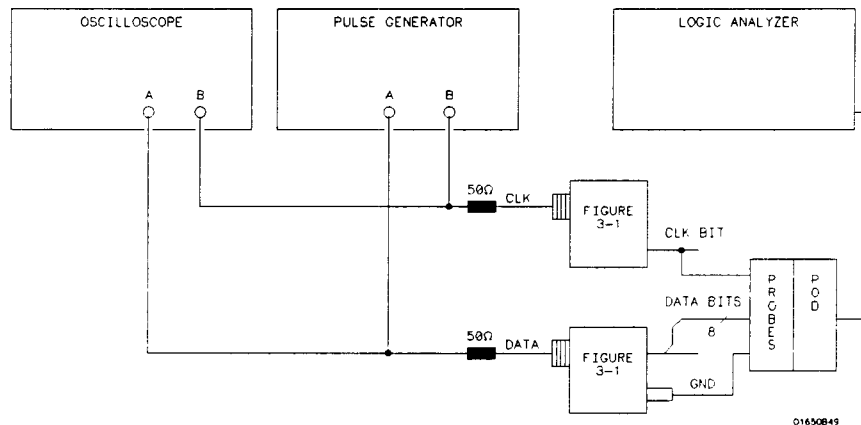 OSCILLOSCOPE
PULSE GENERATOR
LOGIC ANALYZER
A
B
A
B
50Ω
CLK
FIGURE
3-1
CLK BIT
PROBES
POD
DATA BITS
8
50Ω
DATA
FIGURE
3-1
GND
01650B49